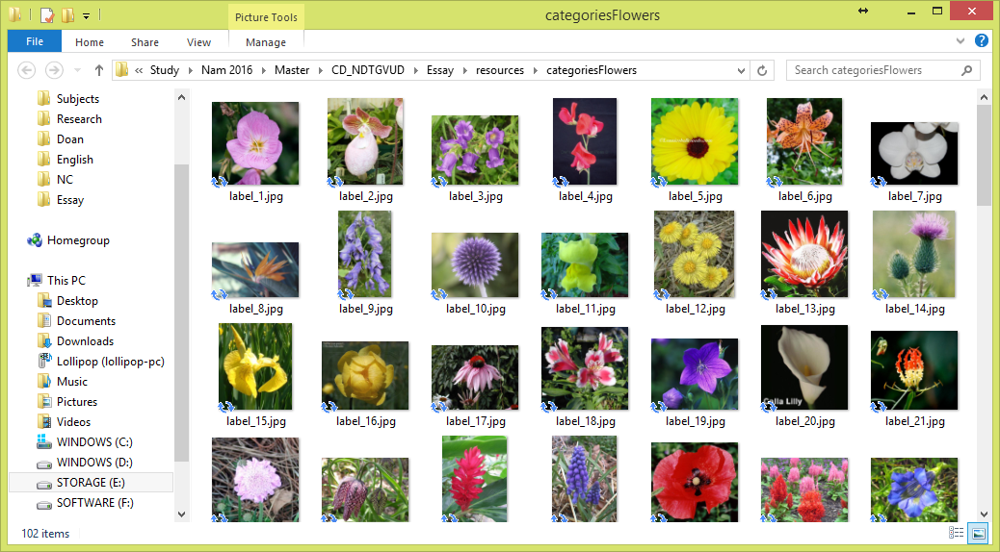 Picture Tools
categoriesFlowers
File Home Share View Manage
« Study Nam 2016 Master CD_NDTGVUD Essay resources categoriesFlowers
Search categoriesFlowers
Subjects
Research
Doan
English
NC
Essay
Homegroup
This PC
Desktop
Documents
Downloads
Lollipop (lollipop-pc)
Music
Pictures
Videos
WINDOWS (C:)
WINDOWS (D:)
STORAGE (E:)
SOFTWARE (F:)
label_1.jpg label_2.jpg label_3.jpg label_4.jpg label_5.jpg label_6.jpg label_7.jpg
label_8.jpg label_9.jpg label_10.jpg label_11.jpg label_12.jpg label_13.jpg label_14.jpg
Calla Lilly
label_15.jpg label_16.jpg label_17.jpg label_18.jpg label_19.jpg label_20.jpg label_21.jpg
102 items